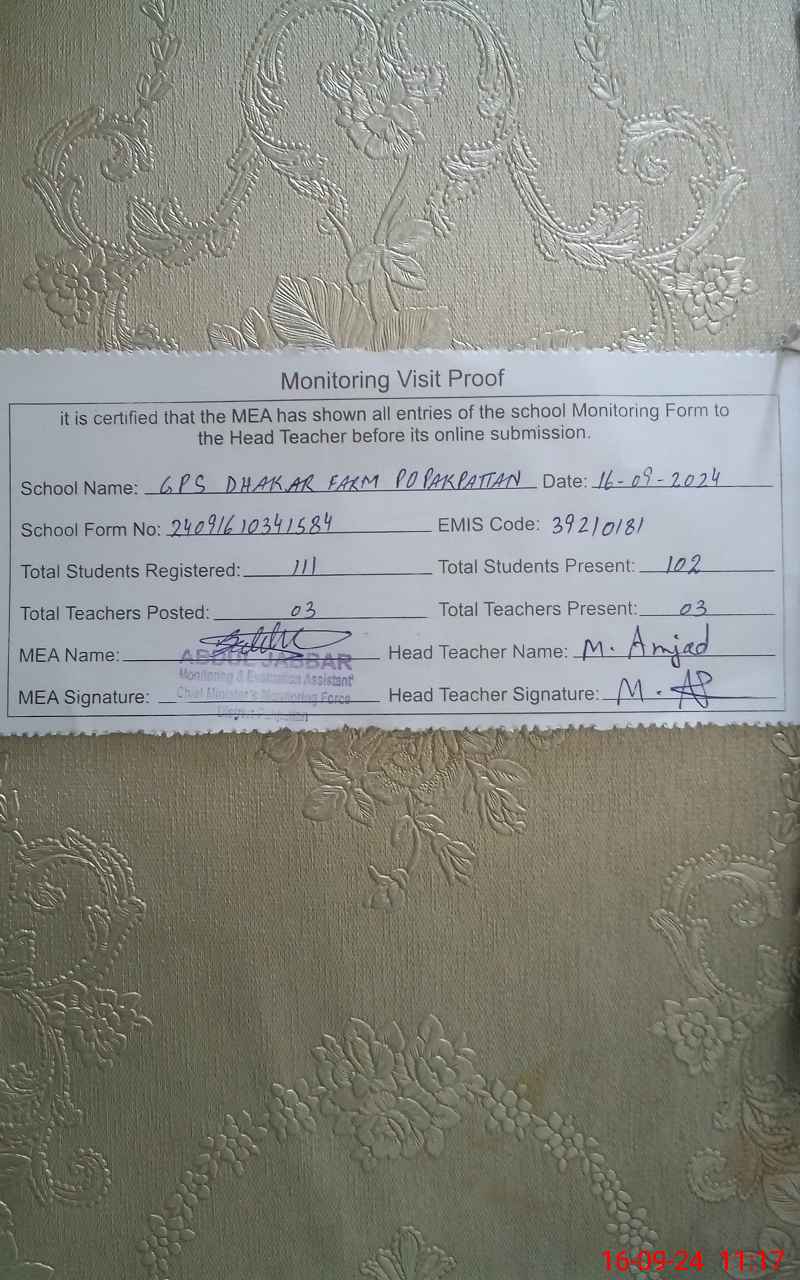 Monitoring Visit Proof
it is certified that the MEA has shown all entries of the school Monitoring Form to
the Head Teacher before its online submission.
School Name: GPS DHAKAR FARM POPAKPATTAN Date: 16-09-2024
School Form No: 24091610341584 EMIS Code: 39210181
Total Students Registered: 111 Total Students Present: 102
Total Teachers Posted: 03 Total Teachers Present: 03
MEA Name: ABDUL JABBAR Head Teacher Name: M. Amjad
Monitoring & Evaluation Assistant
MEA Signature: Chief Minister's Monitoring Force Head Teacher Signature: M.
District Pakpattan
16-09-24 11:17